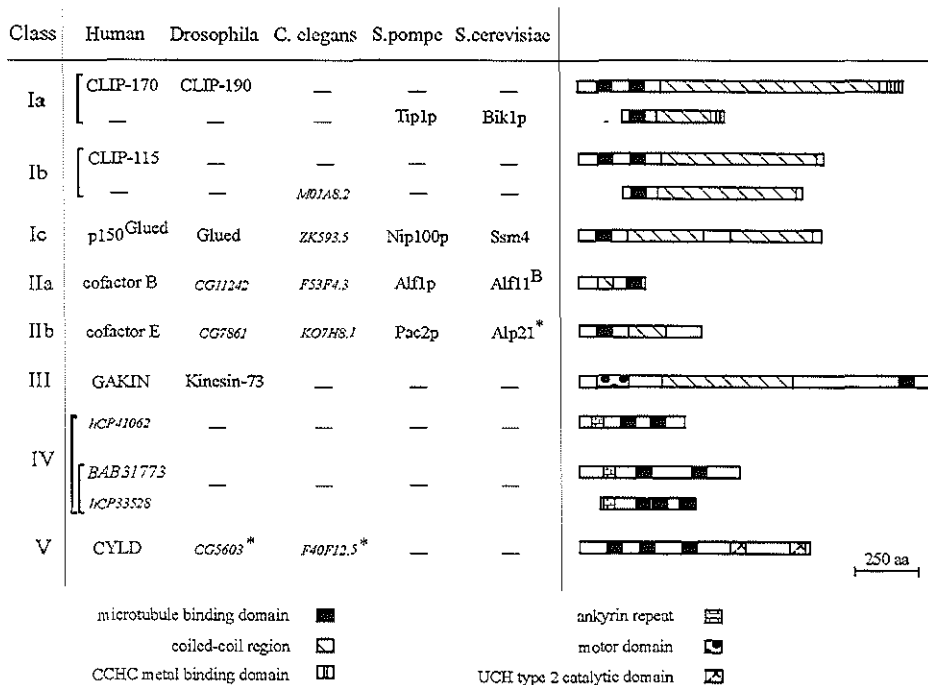 Class Human Drosophila C. elegans S.pompe S.cerevisiae
Ia CLIP-170 CLIP-190 — — —
— — — Tip1p Bik1p
Ib CLIP-115 — — — —
— — M01A8.2 — —
Ic p150Glued Glued ZK593.5 Nip100p Ssm4
IIa cofactor B CG11242 F53F4.3 Alf1p Alf11B
IIb cofactor E CG7861 KO7H8.1 Pac2p Alp21*
III GAKIN Kinesin-73 — — —
IV hCP41062 — — — —
BAB31773
— — — —
hCP33528
V CYLD CG5603* F40F12.5* — —
250 aa
microtubule binding domain
coiled-coil region
CCHC metal binding domain
ankyrin repeat
motor domain
UCH type 2 catalytic domain